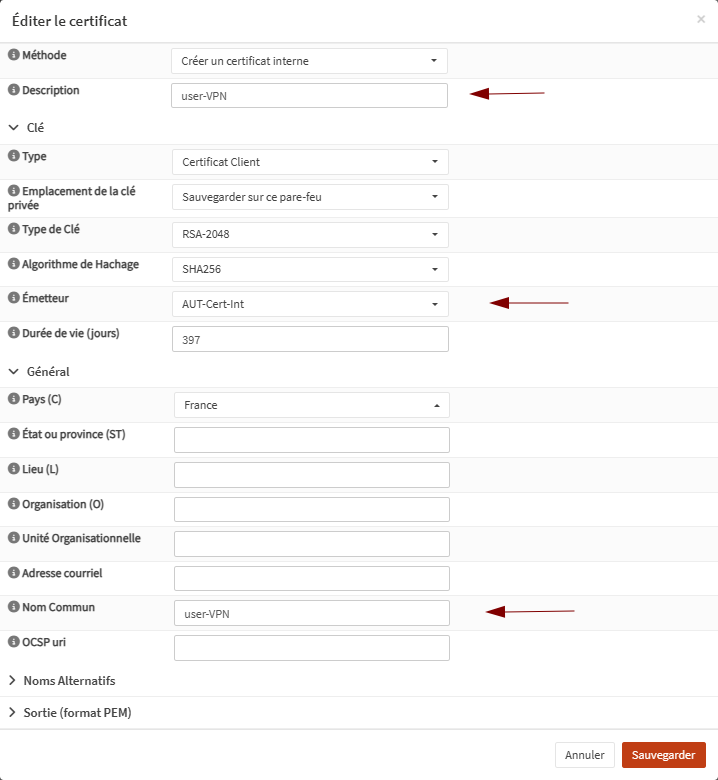 Éditer le certificat ×
Méthode Créer un certificat interne
Description user-VPN
Clé
Type Certificat Client
Emplacement de la clé
privée Sauvegarder sur ce pare-feu
Type de Clé RSA-2048
Algorithme de Hachage SHA256
Émetteur AUT-Cert-Int
Durée de vie (jours) 397
Général
Pays (C) France
État ou province (ST)
Lieu (L)
Organisation (O)
Unité Organisationnelle
Adresse courriel
Nom Commun user-VPN
OCSP uri
Noms Alternatifs
Sortie (format PEM)
Annuler Sauvegarder